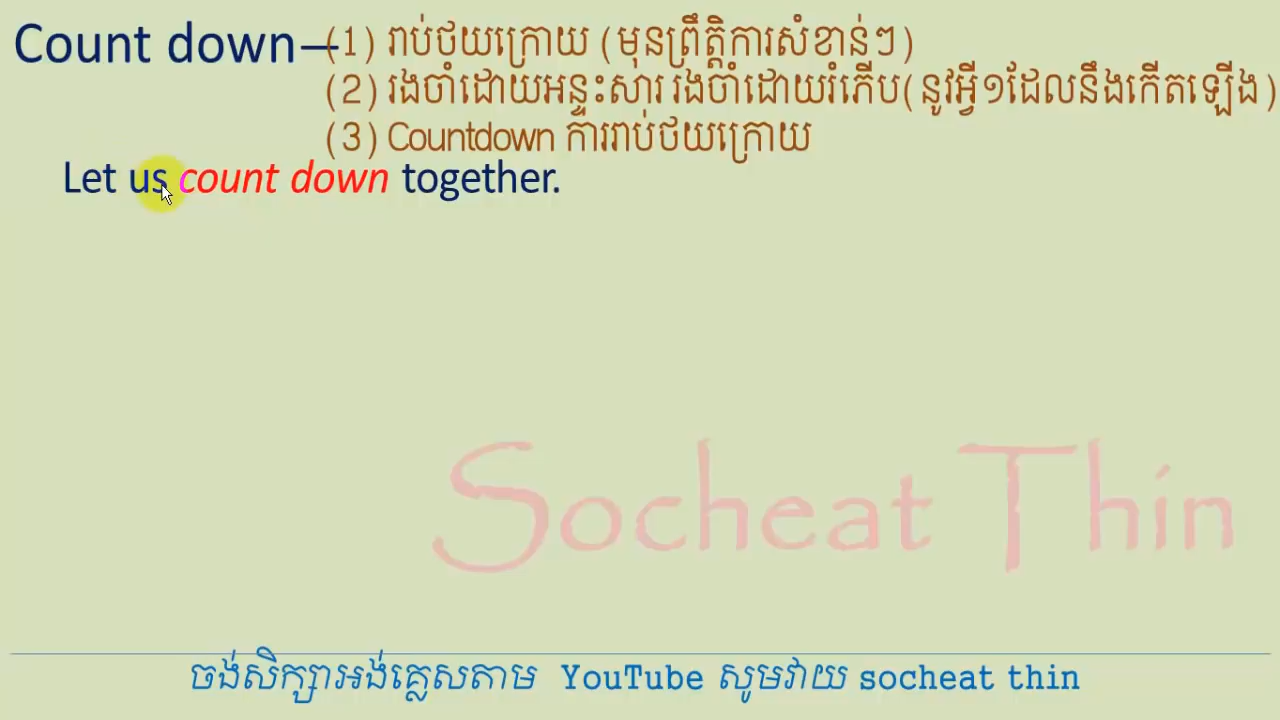 Count down – (1) រាប់ថយក្រោយ (មុនព្រឹត្តិការសំខាន់ៗ)
(2) រងចាំដោយអន្ទះសារ រងចាំដោយរំភើប(នូវអ្វី១ដែលនឹងកើតឡើង)
(3) Countdown ការរាប់ថយក្រោយ
Let us count down together.
Socheat Thin
ចង់សិក្សាអង់គ្លេសតាម YouTube សូមវាយ socheat thin